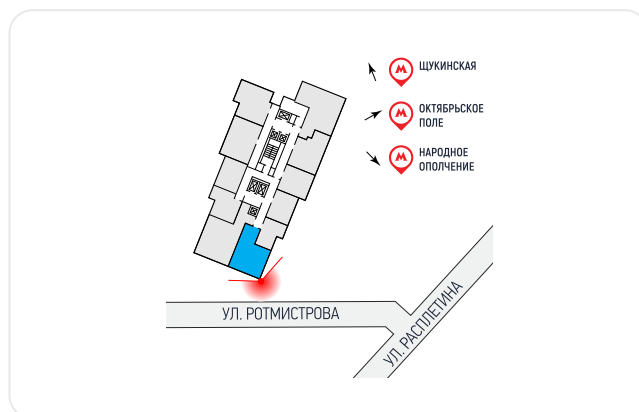 ЩУКИНСКАЯ
ОКТЯБРЬСКОЕ
ПОЛЕ
НАРОДНОЕ
ОПОЛЧЕНИЕ
УЛ. РОТМИСТРОВА
УЛ. РАСПЛЕТИНА